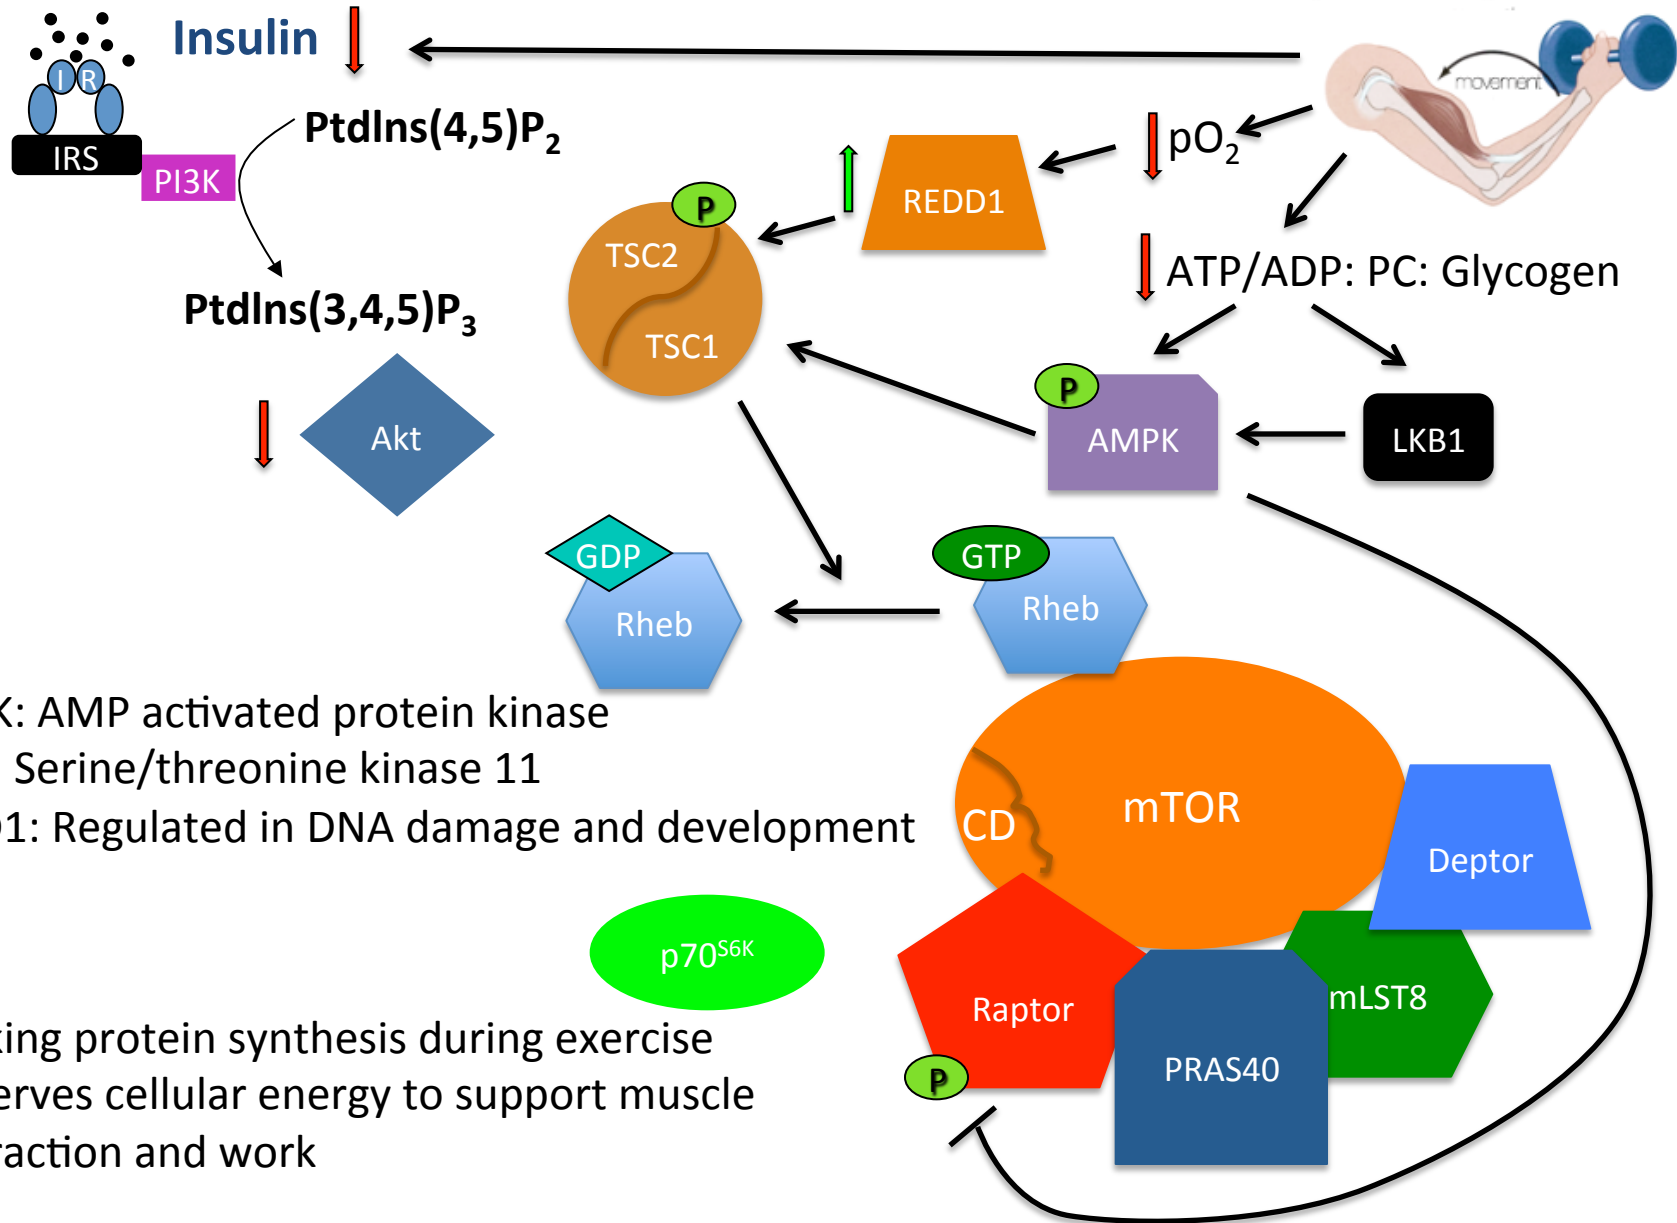 Insulin
I R
IRS
PI3K
PtdIns(4,5)P2
PtdIns(3,4,5)P3
Akt
movement
pO2
REDD1
P
TSC2
TSC1
ATP/ADP: PC: Glycogen
P
AMPK
LKB1
GDP
Rheb
GTP
Rheb
K: AMP activated protein kinase
Serine/threonine kinase 11
1: Regulated in DNA damage and development
mTOR
CD
Deptor
p70S6K
Raptor
mLST8
PRAS40
P
king protein synthesis during exercise
erves cellular energy to support muscle
raction and work